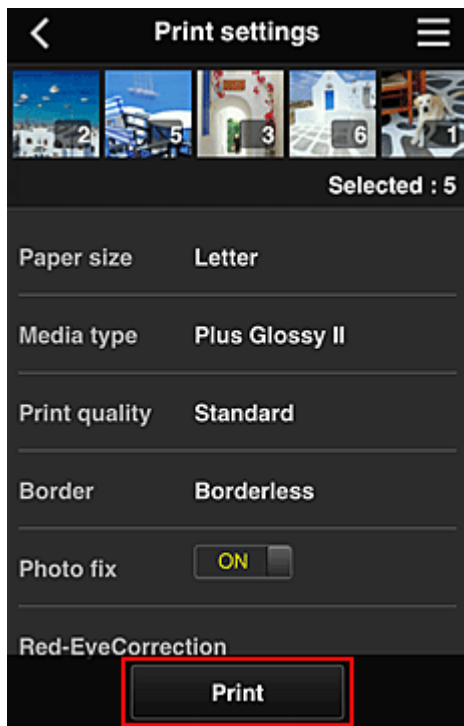 Print settings
2 5 3 6 1
Selected : 5
Paper size Letter
Media type Plus Glossy II
Print quality Standard
Border Borderless
Photo fix ON
Red-EyeCorrection
Print